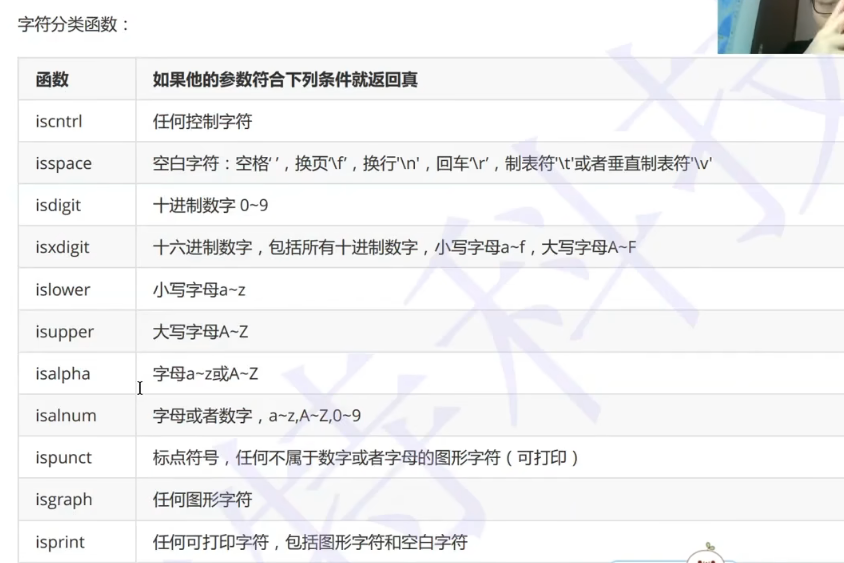 字符分类函数：
函数 如果他的参数符合下列条件就返回真
iscntrl 任何控制字符
isspace 空白字符：空格‘ ’，换页‘\f’，换行'\n'，回车‘\r’，制表符'\t'或者垂直制表符'\v'
isdigit 十进制数字 0~9
isxdigit 十六进制数字，包括所有十进制数字，小写字母a~f，大写字母A~F
islower 小写字母a~z
isupper 大写字母A~Z
isalpha 字母a~z或A~Z
isalnum 字母或者数字，a~z,A~Z,0~9
ispunct 标点符号，任何不属于数字或者字母的图形字符（可打印）
isgraph 任何图形字符
isprint 任何可打印字符，包括图形字符和空白字符
特科技